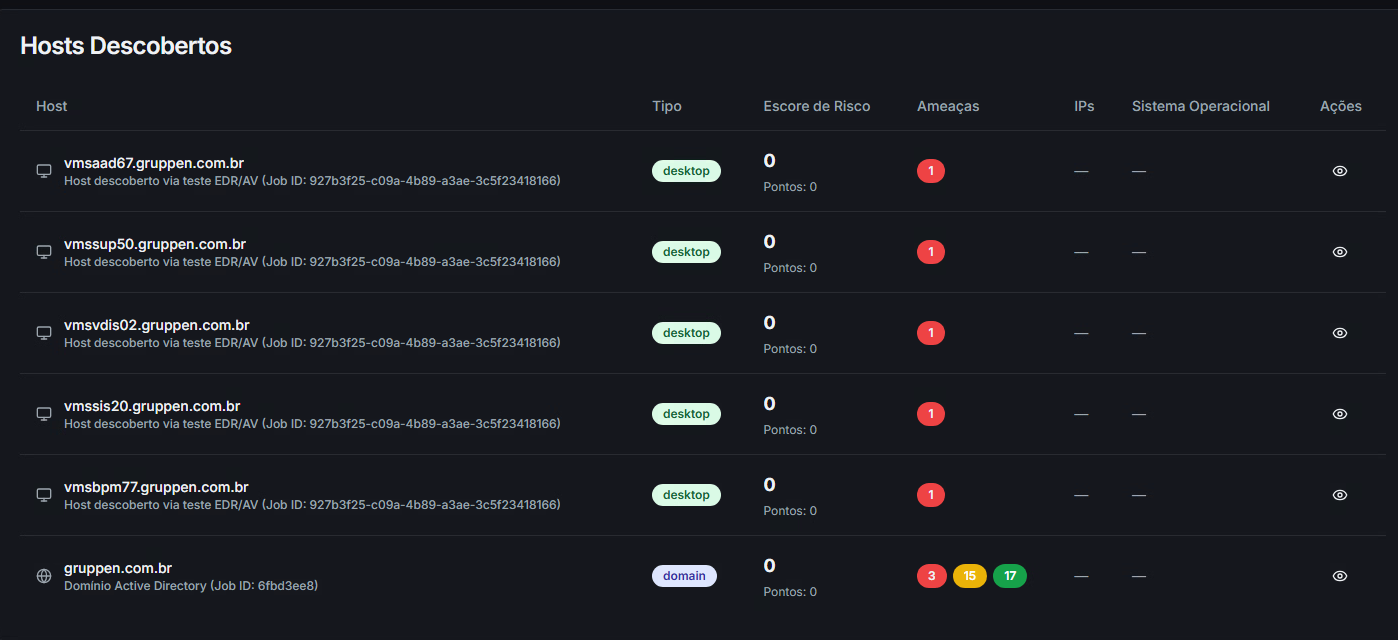 Hosts Descobertos
Host Tipo Escore de Risco Ameaças IPs Sistema Operacional Ações
vmsaad67.gruppen.com.br
Host descoberto via teste EDR/AV (Job ID: 927b3f25-c09a-4b89-a3ae-3c5f23418166)
desktop
0
Pontos: 0
1
—
—
vmssup50.gruppen.com.br
Host descoberto via teste EDR/AV (Job ID: 927b3f25-c09a-4b89-a3ae-3c5f23418166)
desktop
0
Pontos: 0
1
—
—
vmsvdis02.gruppen.com.br
Host descoberto via teste EDR/AV (Job ID: 927b3f25-c09a-4b89-a3ae-3c5f23418166)
desktop
0
Pontos: 0
1
—
—
vmssis20.gruppen.com.br
Host descoberto via teste EDR/AV (Job ID: 927b3f25-c09a-4b89-a3ae-3c5f23418166)
desktop
0
Pontos: 0
1
—
—
vmsbpm77.gruppen.com.br
Host descoberto via teste EDR/AV (Job ID: 927b3f25-c09a-4b89-a3ae-3c5f23418166)
desktop
0
Pontos: 0
1
—
—
gruppen.com.br
Domínio Active Directory (Job ID: 6fbd3ee8)
domain
0
Pontos: 0
3 15 17
—
—